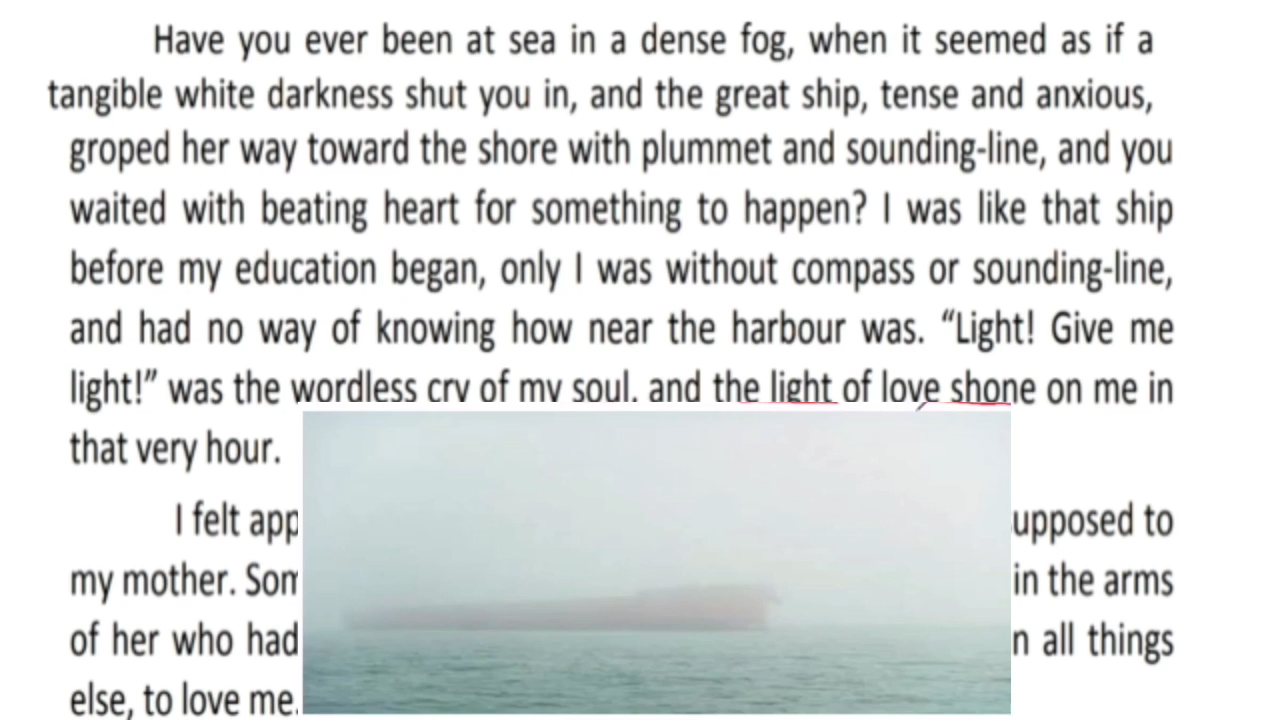 Have you ever been at sea in a dense fog, when it seemed as if a
tangible white darkness shut you in, and the great ship, tense and anxious,
groped her way toward the shore with plummet and sounding-line, and you
waited with beating heart for something to happen? I was like that ship
before my education began, only I was without compass or sounding-line,
and had no way of knowing how near the harbour was. “Light! Give me
light!” was the wordless cry of my soul, and the light of love shone on me in
that very hour.
I felt app upposed to
my mother. Som in the arms
of her who had n all things
else, to love me.